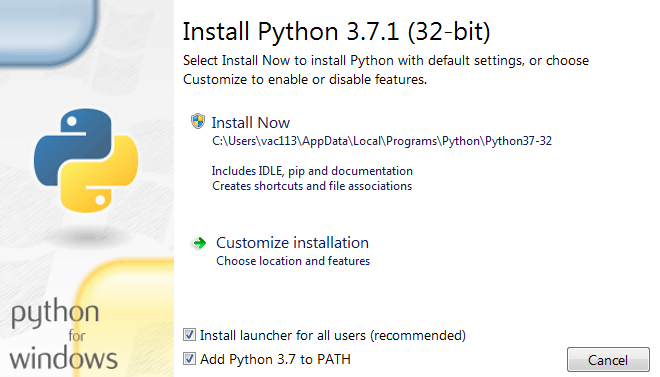 Install Python 3.7.1 (32-bit)
Select Install Now to install Python with default settings, or choose
Customize to enable or disable features.
Install Now
C:\Users\vac113\AppData\Local\Programs\Python\Python37-32
Includes IDLE, pip and documentation
Creates shortcuts and file associations
Customize installation
Choose location and features
python
for
windows
Install launcher for all users (recommended)
Add Python 3.7 to PATH
Cancel